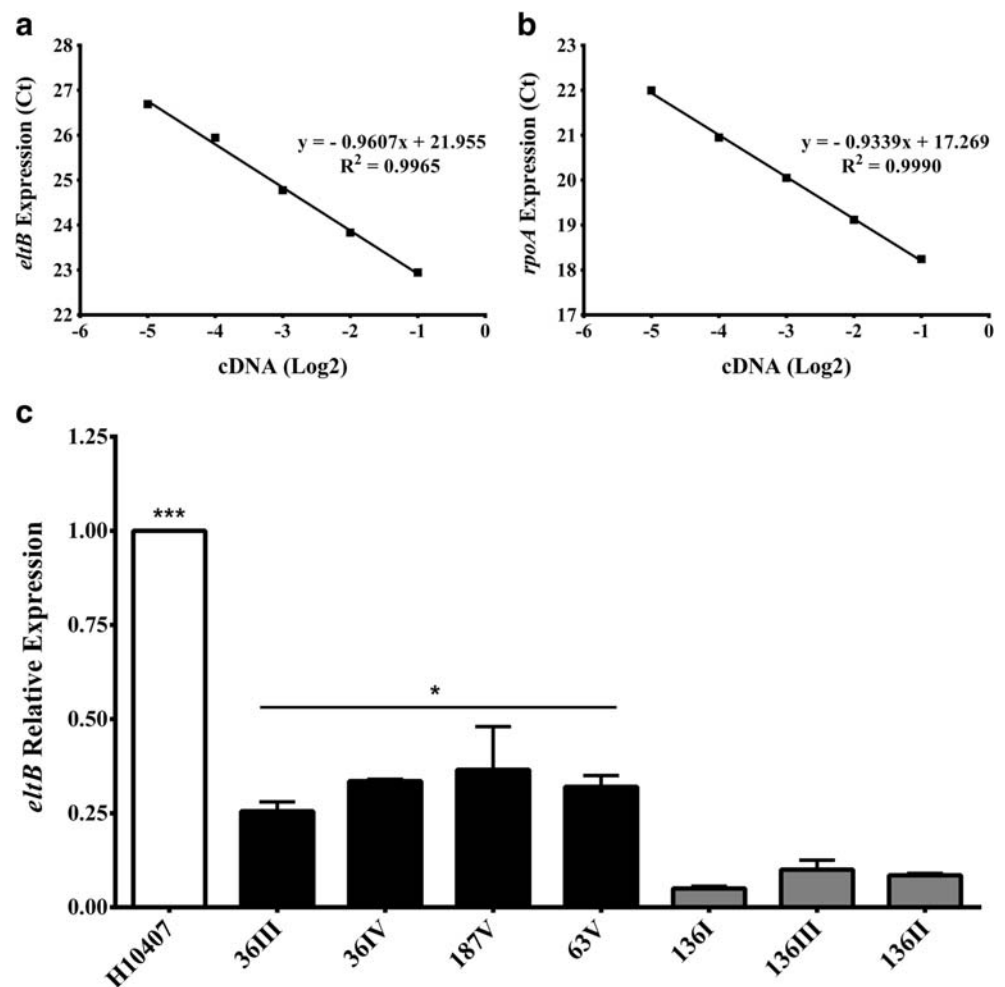 a
28
27
26
25
24
23
22
eltB Expression (Ct)
y = - 0.9607x + 21.955
R² = 0.9965
-6 -5 -4 -3 -2 -1 0
cDNA (Log2)
b
23
22
21
20
19
18
17
rpoA Expression (Ct)
y = - 0.9339x + 17.269
R² = 0.9990
-6 -5 -4 -3 -2 -1 0
cDNA (Log2)
c
1.25
1.00
0.75
0.50
0.25
0.00
eltB Relative Expression
***
*
H10407 36III 36IV 187V 63V 136I 136III 136II